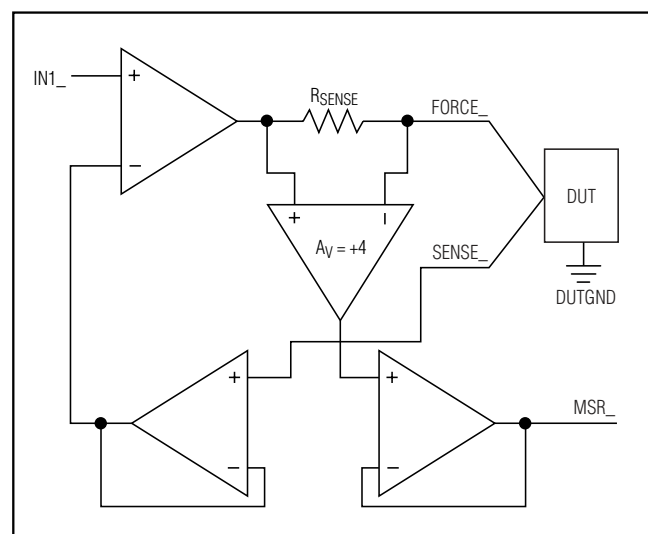 IN1_
+
−
RSENSE
FORCE_
+
−
AV = +4
DUT
SENSE_
DUTGND
+
−
+
−
MSR_